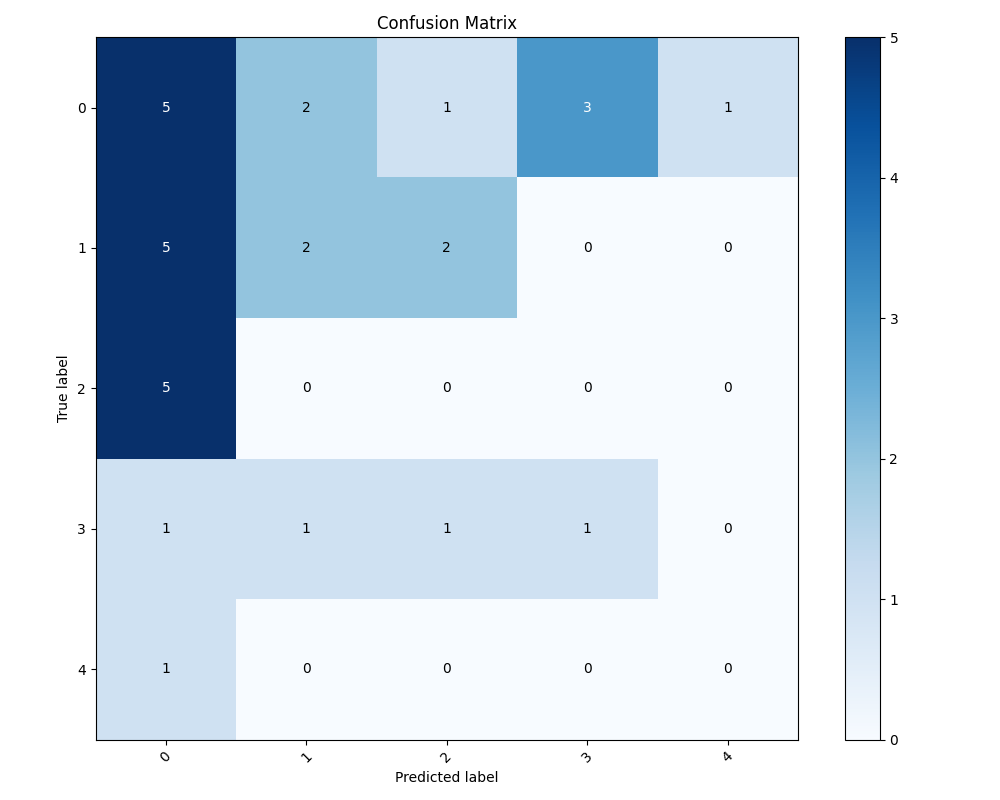 Confusion Matrix
0 5 2 1 3 1
1 5 2 2 0 0
2 5 0 0 0 0
3 1 1 1 1 0
4 1 0 0 0 0
0 1 2 3 4
True label
Predicted label
5
4
3
2
1
0